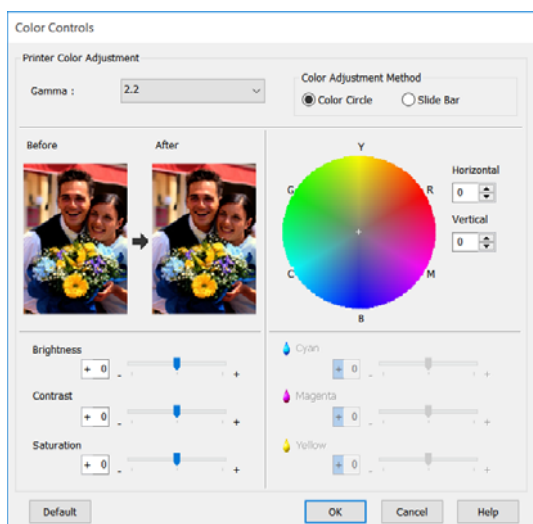 Color Controls
Printer Color Adjustment
Gamma :
2.2
Color Adjustment Method
Color Circle
Slide Bar
Before
After
Y
G
R
C
M
B
Horizontal
0
Vertical
0
Brightness
+ 0
- +
Contrast
+ 0
- +
Saturation
+ 0
- +
Cyan
+ 0
- +
Magenta
+ 0
- +
Yellow
+ 0
- +
Default
OK
Cancel
Help